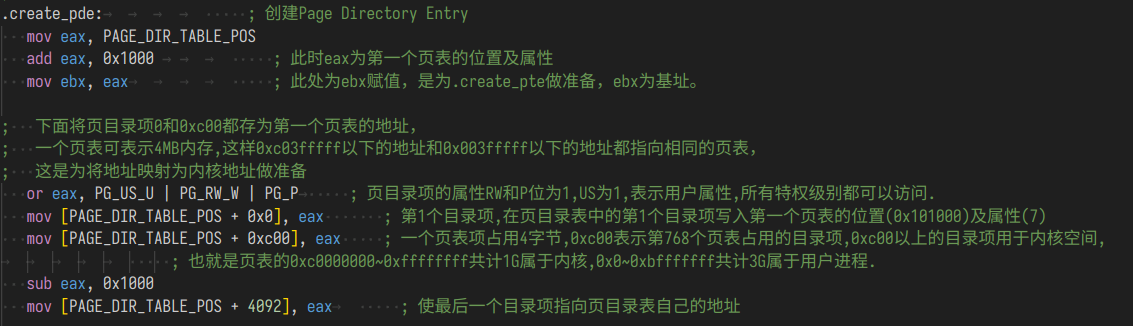 .create_pde: ; 创建Page Directory Entry
mov eax, PAGE_DIR_TABLE_POS
add eax, 0x1000 ; 此时eax为第一个页表的位置及属性
mov ebx, eax ; 此处为ebx赋值，是为.create_pte做准备，ebx为基址。
; 下面将页目录项0和0xc00都存为第一个页表的地址，
; 一个页表可表示4MB内存,这样0xc03fffff以下的地址和0x003fffff以下的地址都指向相同的页表，
; 这是为将地址映射为内核地址做准备
or eax, PG_US_U | PG_RW_W | PG_P ; 页目录项的属性RW和P位为1,US为1,表示用户属性,所有特权级别都可以访问.
mov [PAGE_DIR_TABLE_POS + 0x0], eax ; 第1个目录项,在页目录表中的第1个目录项写入第一个页表的位置(0x101000)及属性(7)
mov [PAGE_DIR_TABLE_POS + 0xc00], eax ; 一个页表项占用4字节,0xc00表示第768个页表占用的目录项,0xc00以上的目录项用于内核空间,
; 也就是页表的0xc0000000~0xffffffff共计1G属于内核,0x0~0xbfffffff共计3G属于用户进程.
sub eax, 0x1000
mov [PAGE_DIR_TABLE_POS + 4092], eax ; 使最后一个目录项指向页目录表自己的地址